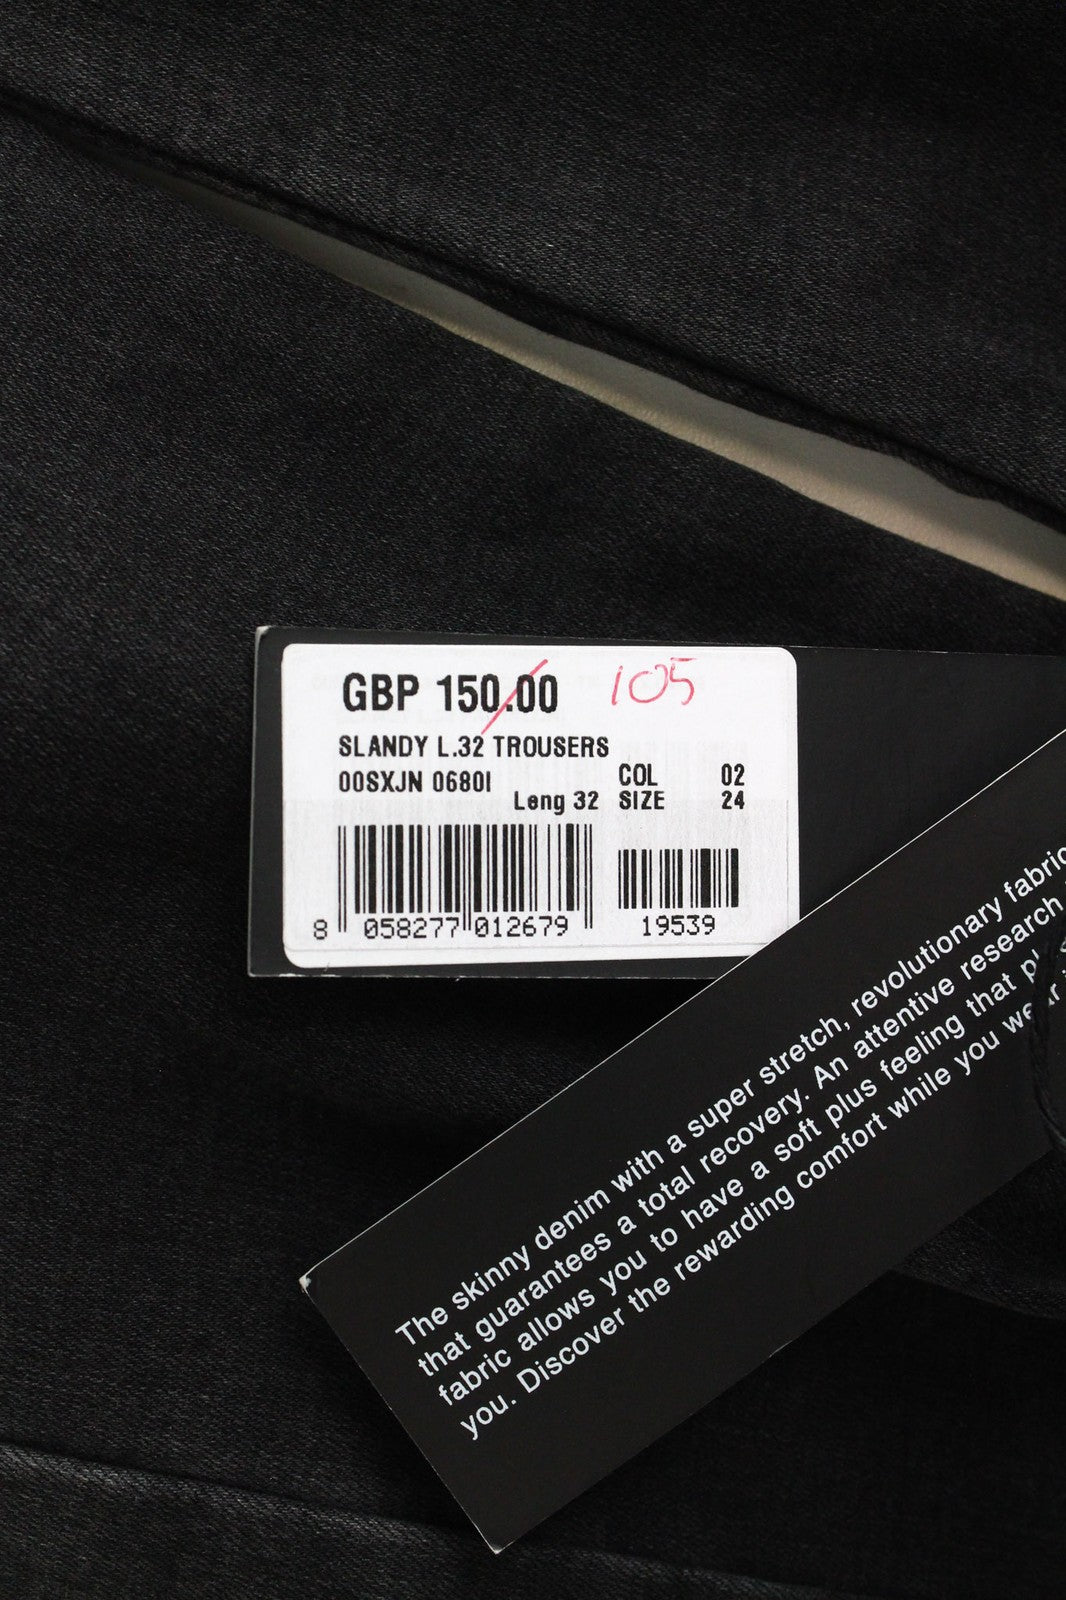 GBP 150.00 105
SLANDY L.32 TROUSERS
00SXJN 0680I COL 02
Leng 32 SIZE 24
8 058277 012679 19539
The skinny denim with a super stretch, revolutionary fabric
that guarantees a total recovery. An attentive research
fabric allows you to have a soft plus feeling that
you. Discover the rewarding comfort while you wear